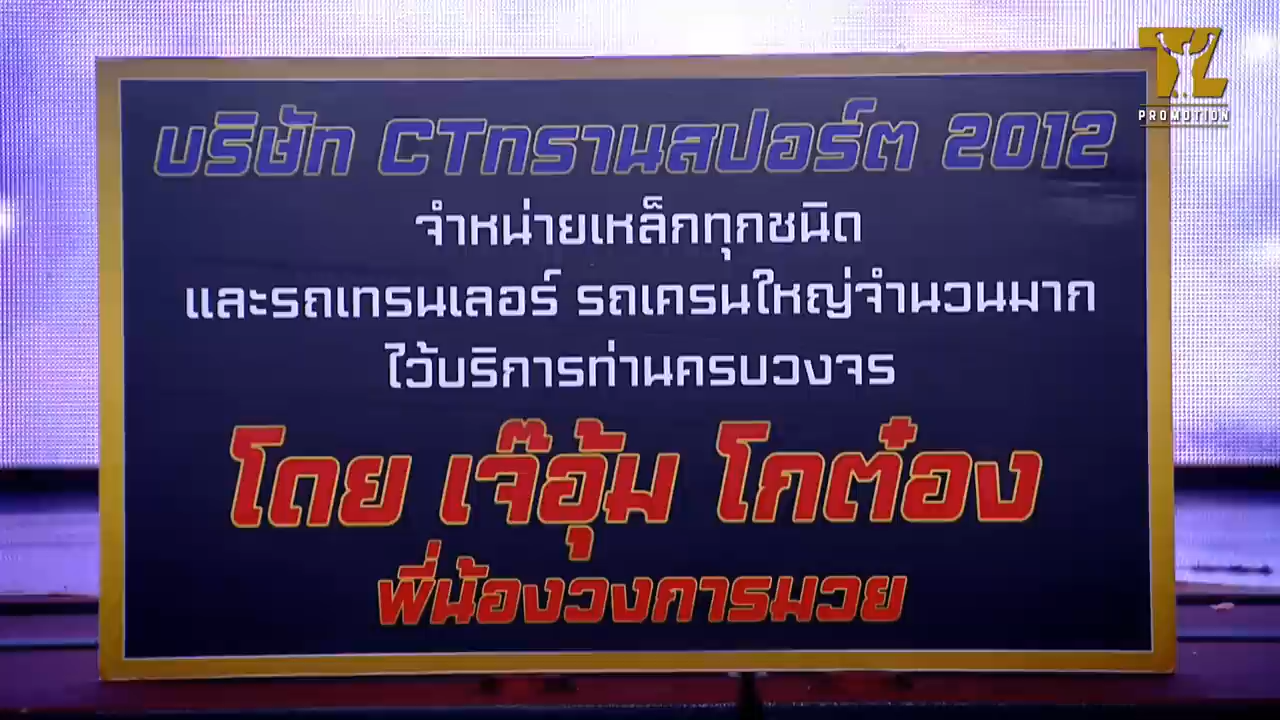 บริษัท CTทรานสปอร์ต 2012
จำหน่ายเหล็กทุกชนิด
และรถเทรนเลอร์ รถเครนใหญ่จำนวนมาก
ไว้บริการท่านครบวงจร
โดย เจ๊อุ้ม โกต๋อง
พี่น้องวงการมวย
PROMOTION